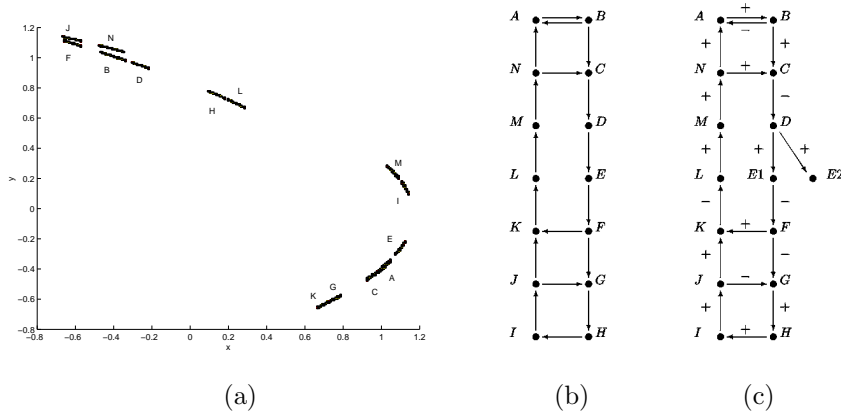 1.2
1
0.8
0.6
0.4
0.2
0
−0.2
−0.4
−0.6
−0.8
y
−0.8 −0.6 −0.4 −0.2 0 0.2 0.4 0.6 0.8 1 1.2
x
J
N
F
B
D
L
H
M
I
E
A
C
G
K
(a)
A B
N C
M D
L E
K F
J G
I H
(b)
+
A B
−
+ +
N + C
+ −
M D
+ + +
L E1 E2
− −
K + F
+ −
J − G
+ +
I + H
(c)